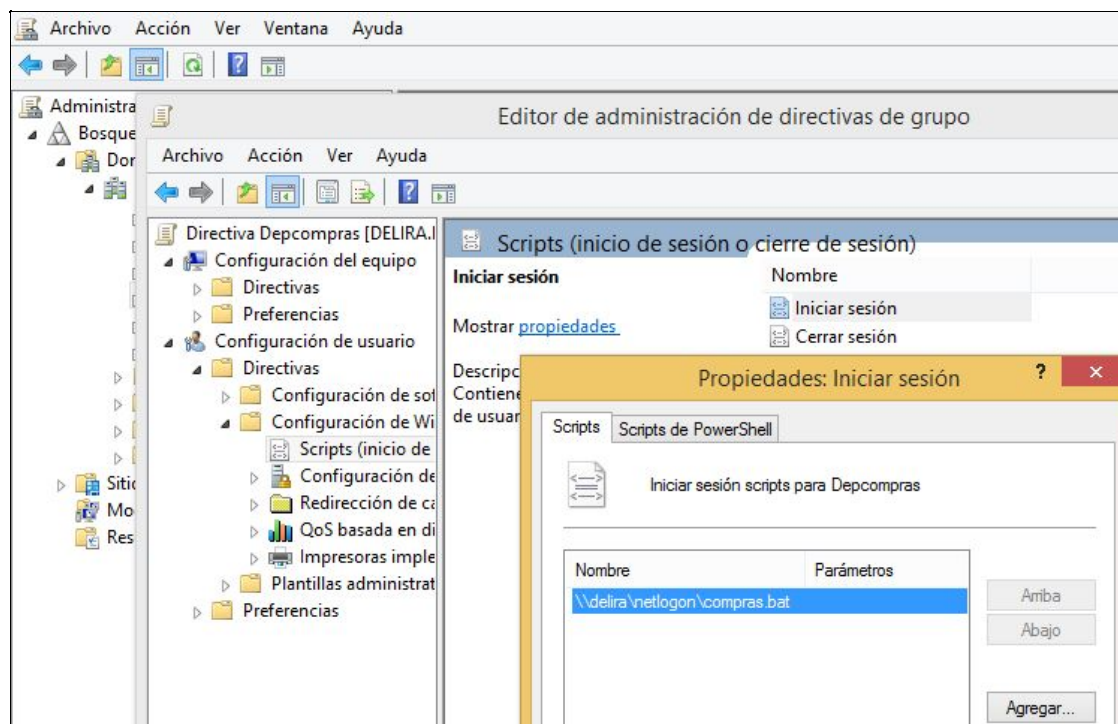 Archivo Acción Ver Ventana Ayuda
Administra
Bosque
Dor
Sitic
Mo
Res
Editor de administración de directivas de grupo
Archivo Acción Ver Ayuda
Directiva Depcompras [DELIRA.I
Configuración del equipo
Directivas
Preferencias
Configuración de usuario
Directivas
Configuración de sof
Configuración de Wi
Scripts (inicio de
Configuración de
Redirección de ca
QoS basada en di
Impresoras imple
Plantillas administrat
Preferencias
Scripts (inicio de sesión o cierre de sesión)
Iniciar sesión
Mostrar propiedades
Descripc
Contiene
de usuar
Nombre
Iniciar sesión
Cerrar sesión
Propiedades: Iniciar sesión ? ×
Scripts Scripts de PowerShell
Iniciar sesión scripts para Depcompras
Nombre Parámetros
\\delira\netlogon\compras.bat
Arriba
Abajo
Agregar...